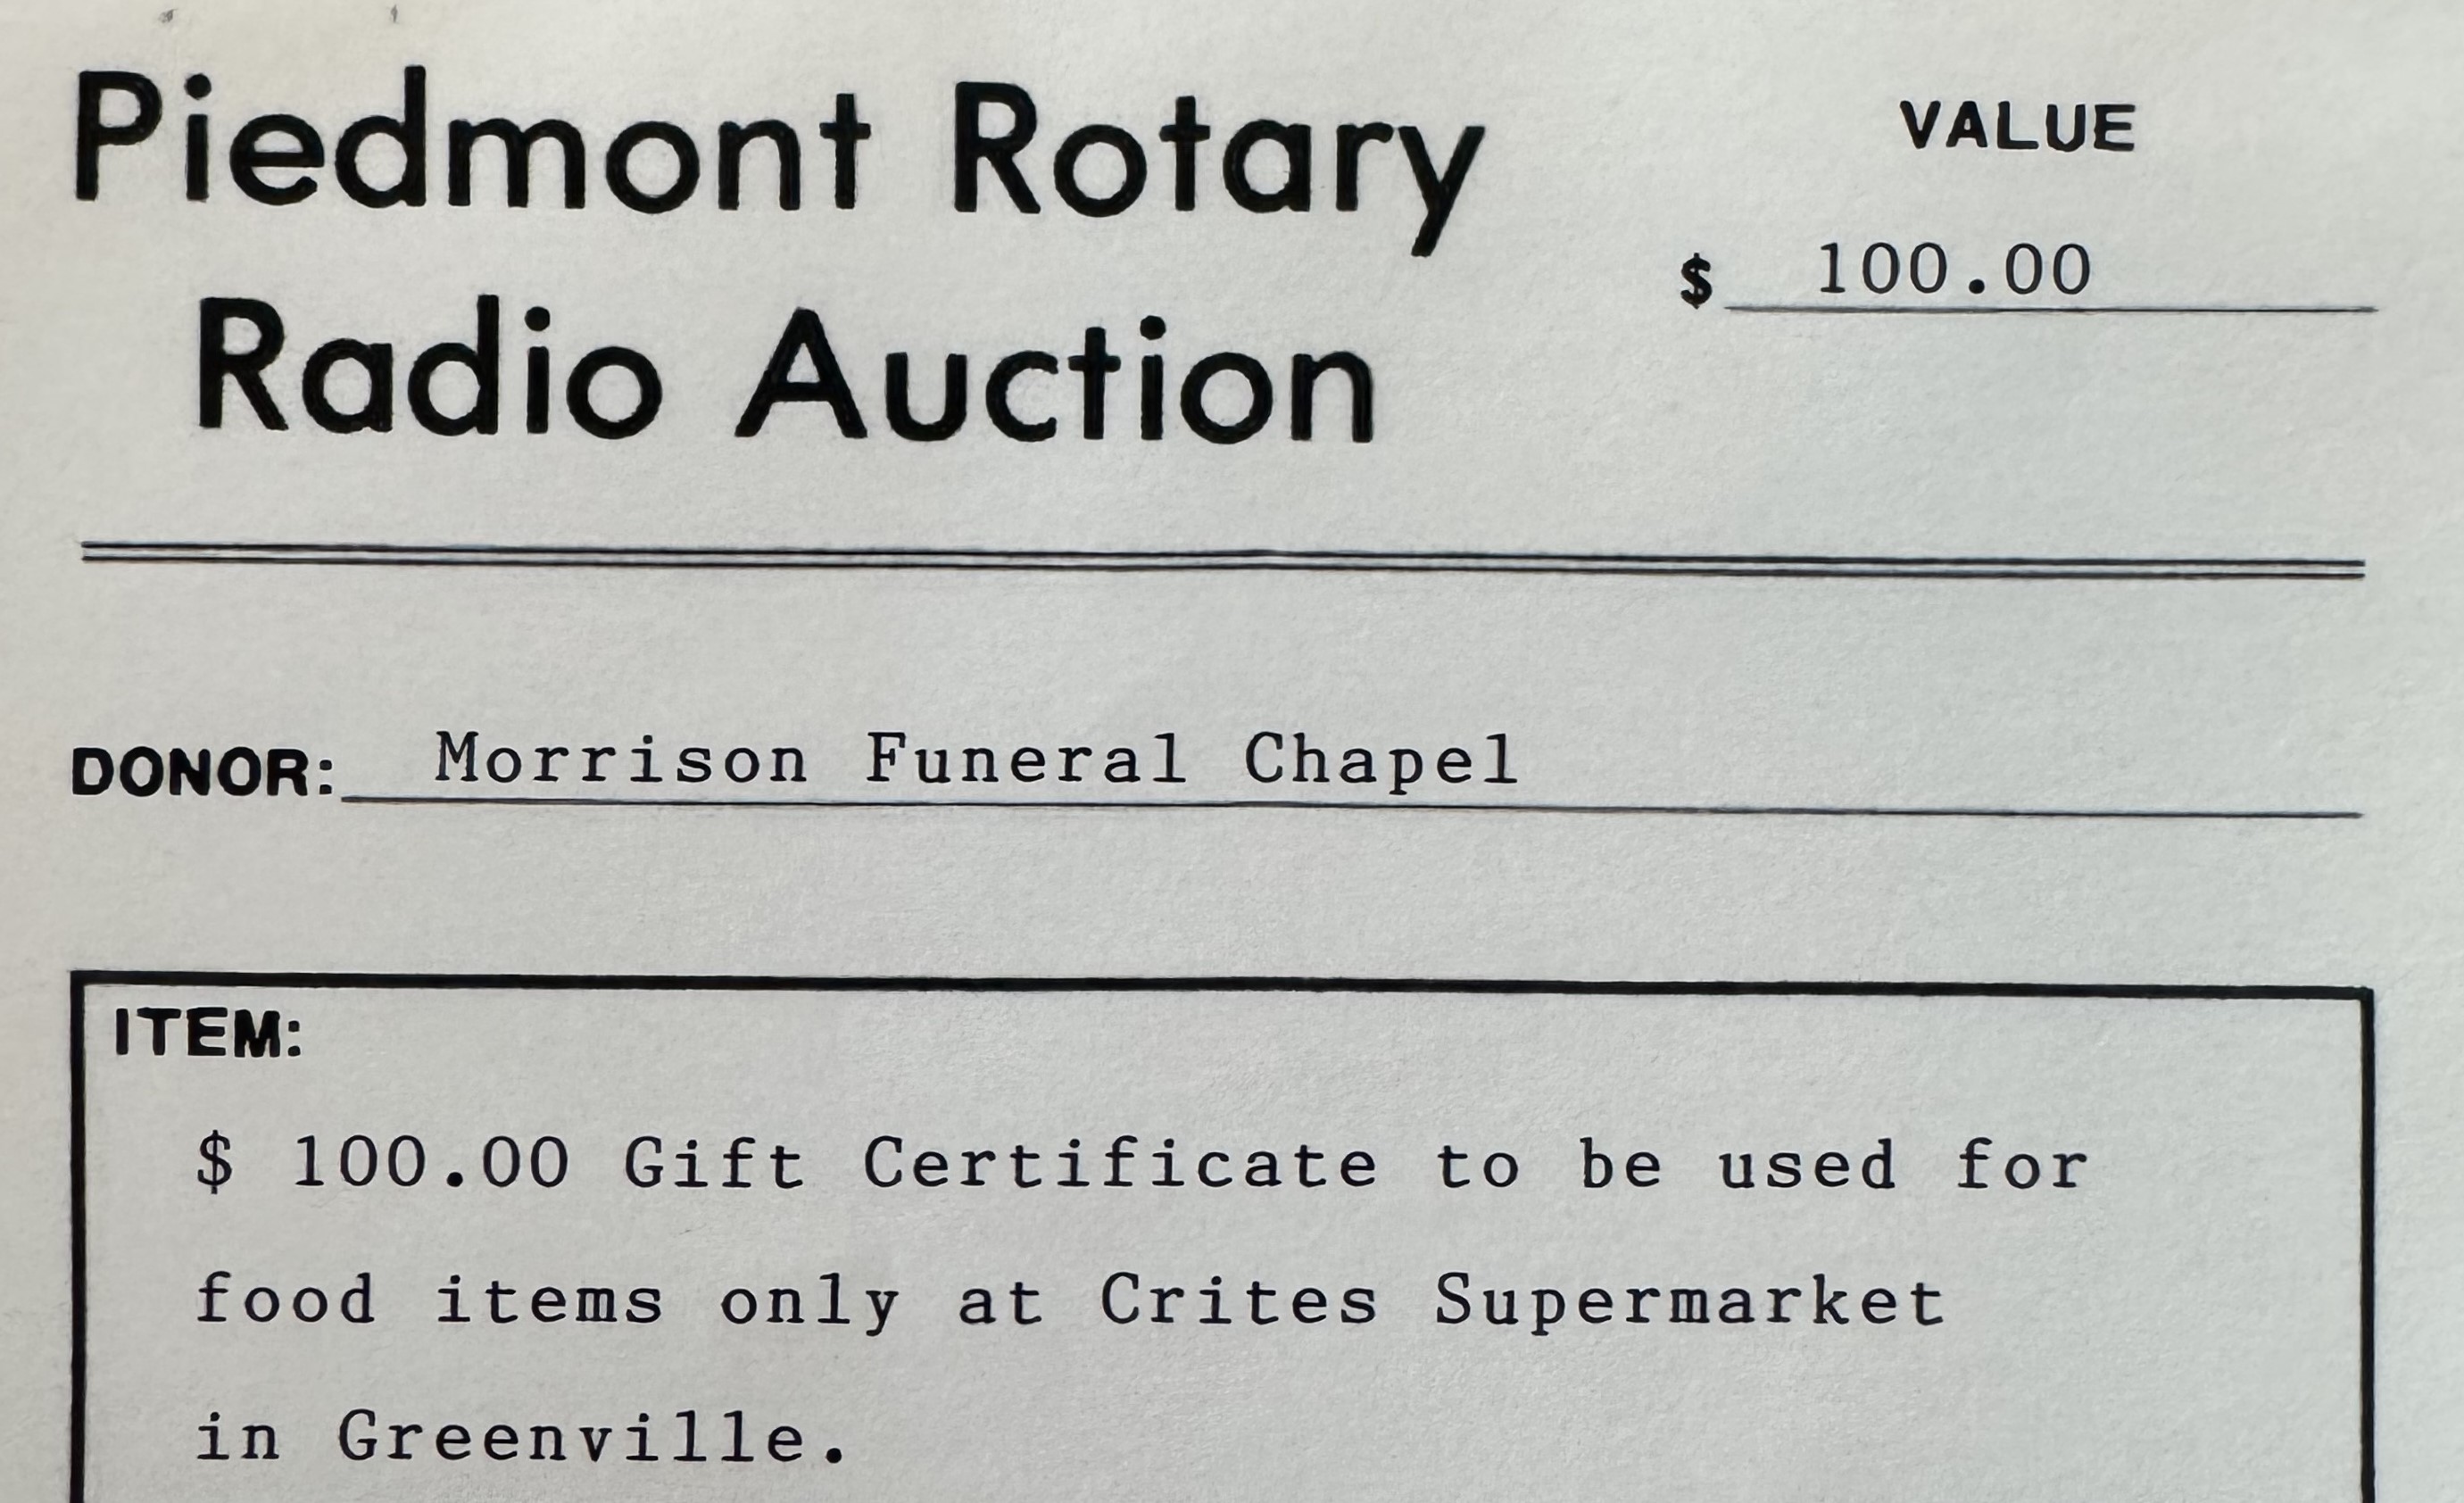 Piedmont Rotary
Radio Auction
VALUE
$ 100.00
DONOR: Morrison Funeral Chapel
ITEM:
$ 100.00 Gift Certificate to be used for
food items only at Crites Supermarket
in Greenville.